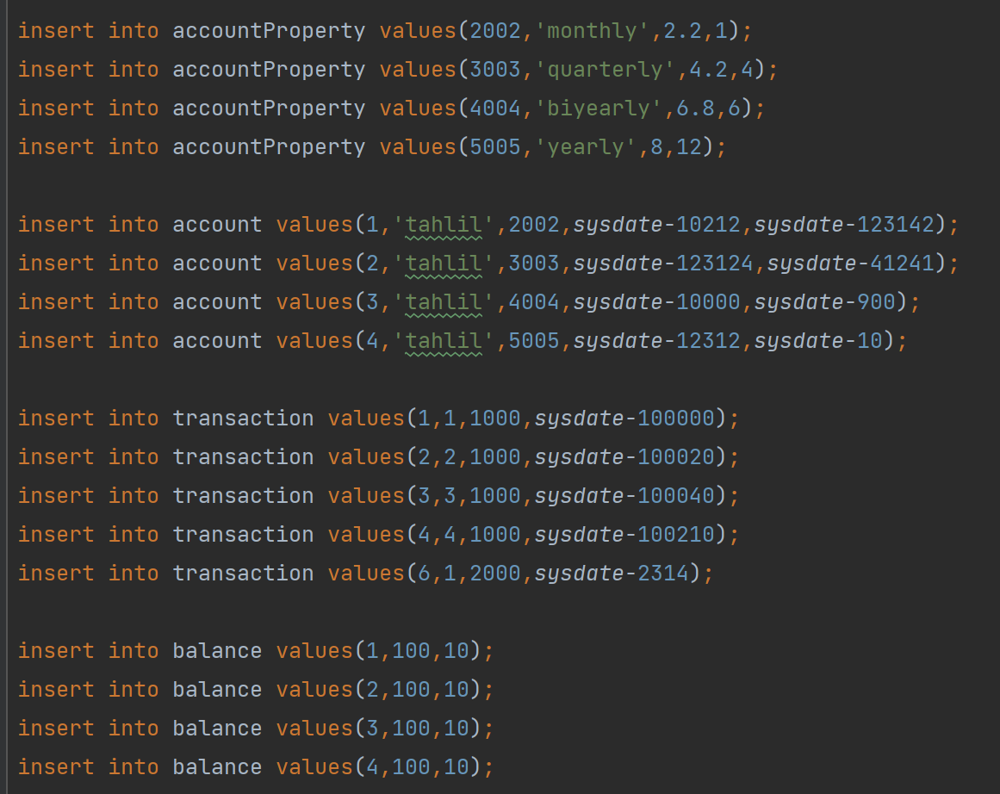 insert into accountProperty values(2002,'monthly',2.2,1);
insert into accountProperty values(3003,'quarterly',4.2,4);
insert into accountProperty values(4004,'biyearly',6.8,6);
insert into accountProperty values(5005,'yearly',8,12);
insert into account values(1,'tahlil',2002,sysdate-10212,sysdate-123142);
insert into account values(2,'tahlil',3003,sysdate-123124,sysdate-41241);
insert into account values(3,'tahlil',4004,sysdate-10000,sysdate-900);
insert into account values(4,'tahlil',5005,sysdate-12312,sysdate-10);
insert into transaction values(1,1,1000,sysdate-100000);
insert into transaction values(2,2,1000,sysdate-100020);
insert into transaction values(3,3,1000,sysdate-100040);
insert into transaction values(4,4,1000,sysdate-100210);
insert into transaction values(6,1,2000,sysdate-2314);
insert into balance values(1,100,10);
insert into balance values(2,100,10);
insert into balance values(3,100,10);
insert into balance values(4,100,10);